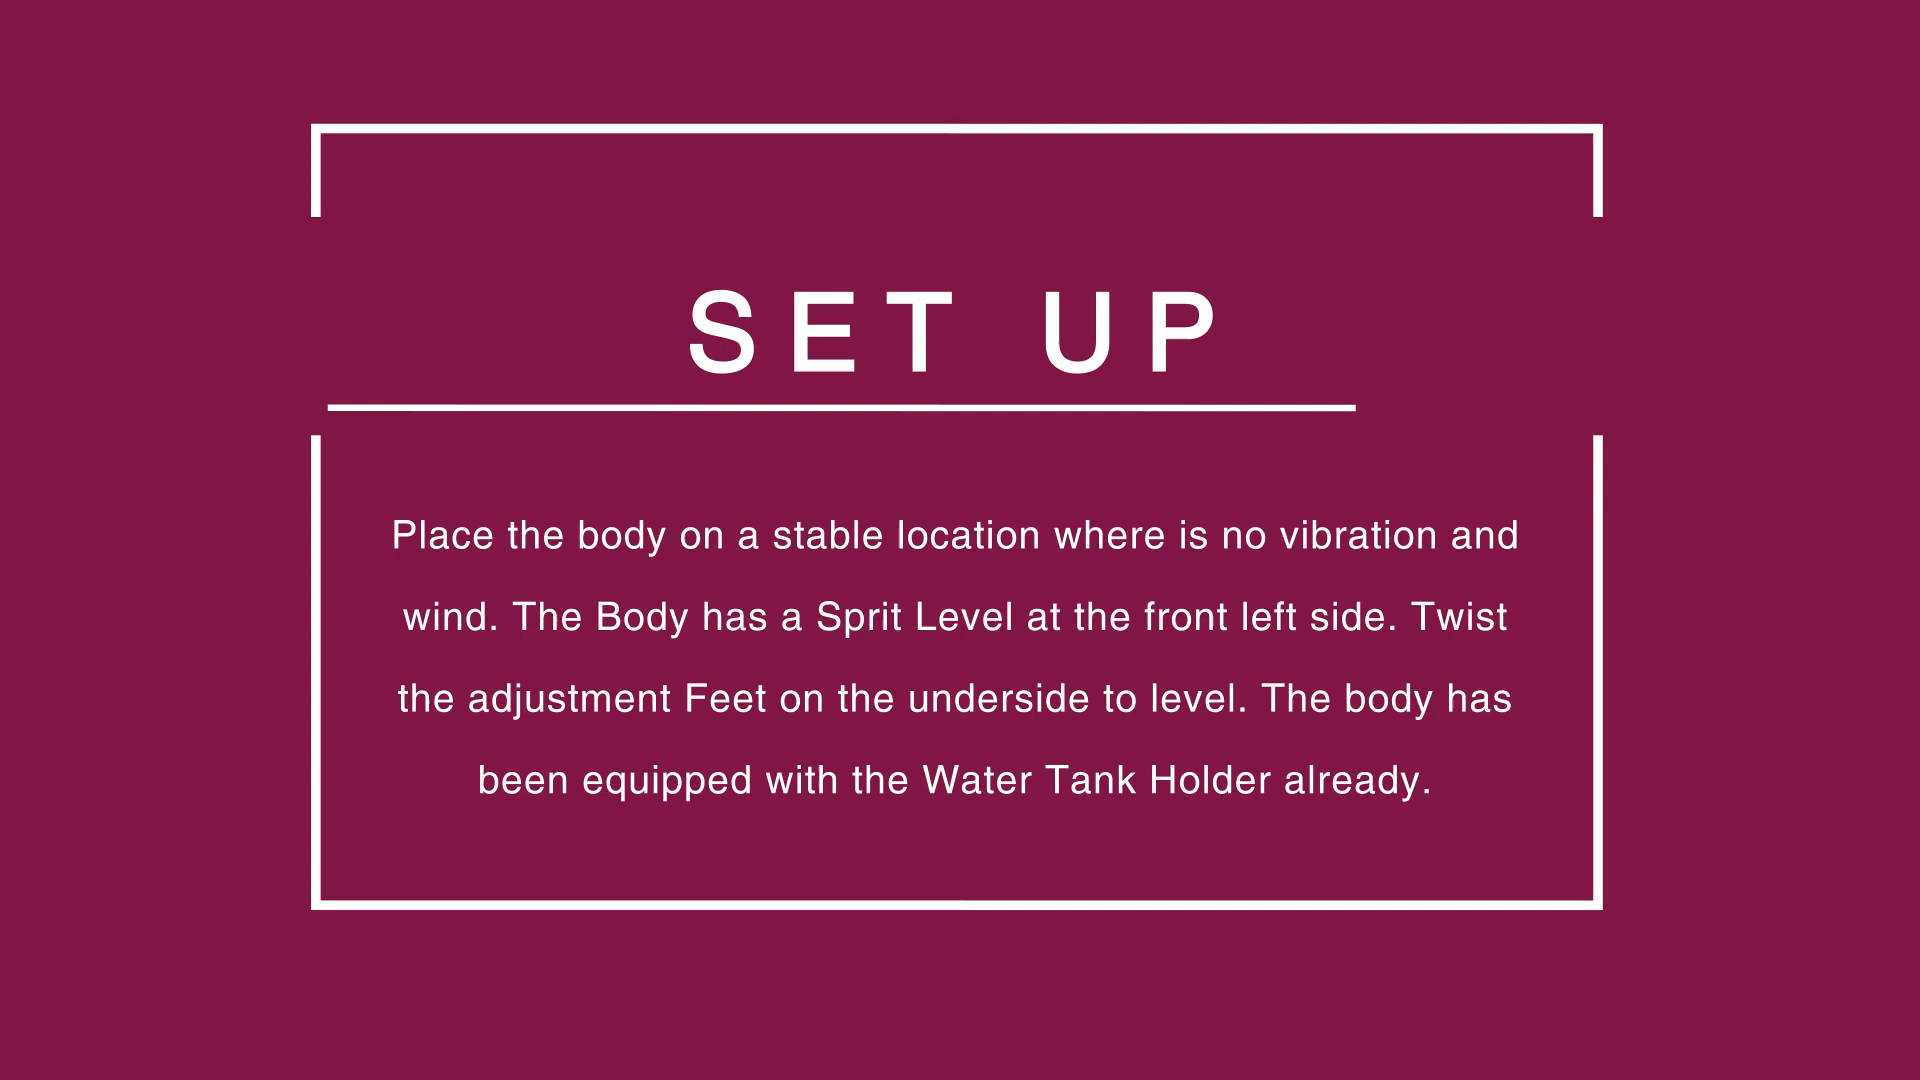 SET UP
Place the body on a stable location where is no vibration and
wind. The Body has a Sprit Level at the front left side. Twist
the adjustment Feet on the underside to level. The body has
been equipped with the Water Tank Holder already.